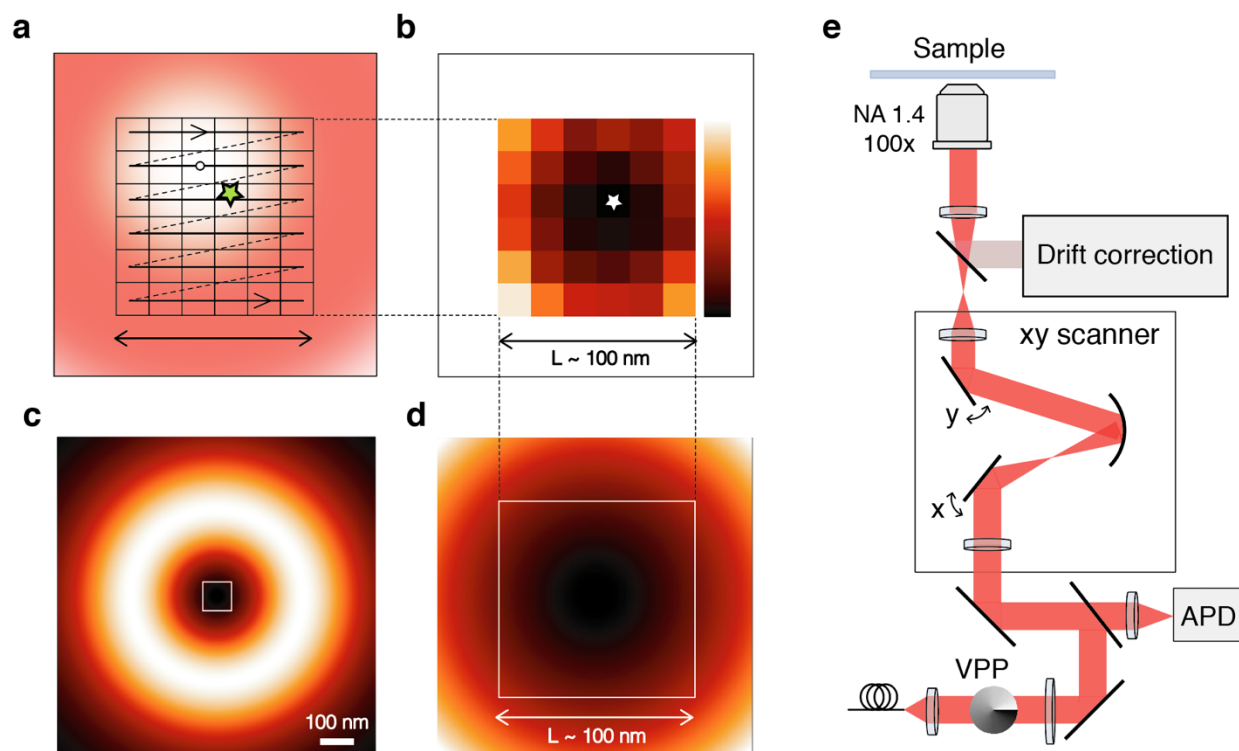 a
b
L ~ 100 nm
c
100 nm
d
L ~ 100 nm
e
Sample
NA 1.4
100x
Drift correction
xy scanner
y
x
APD
VPP